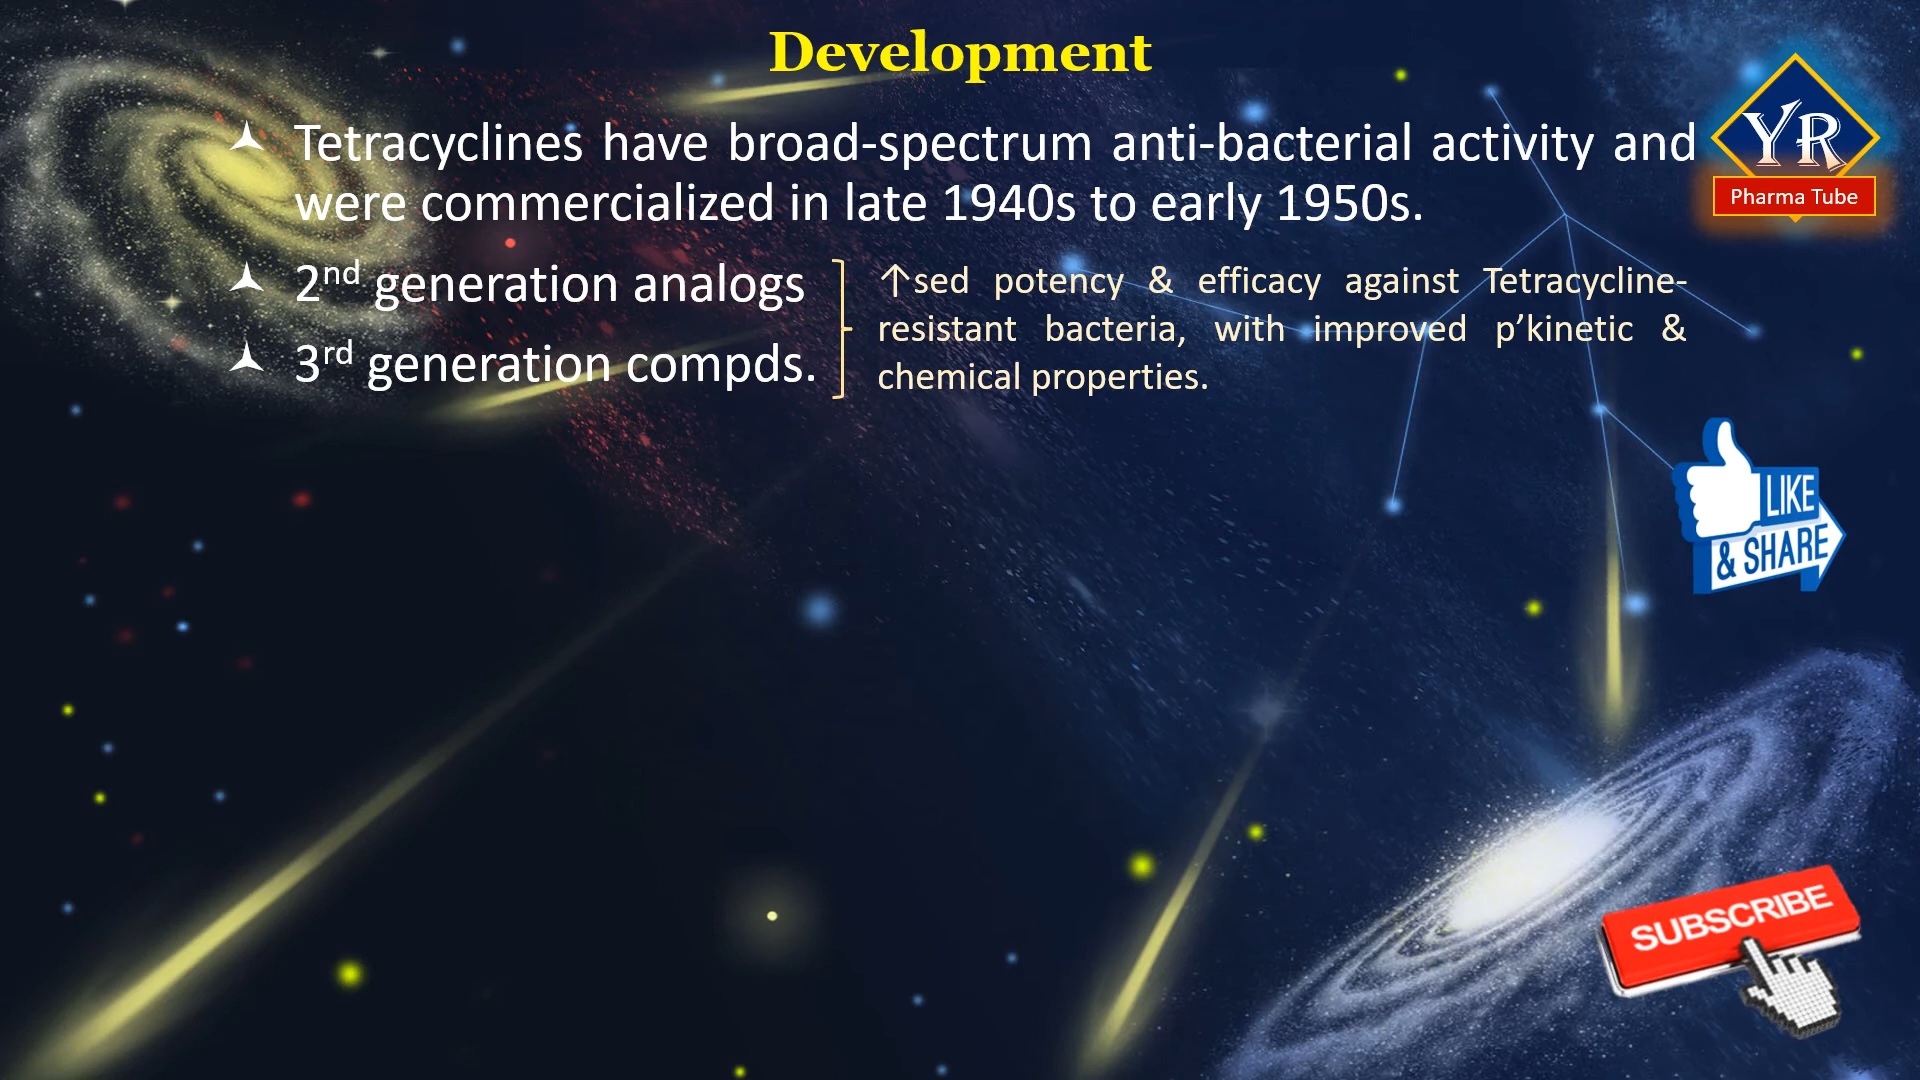 Development
Tetracyclines have broad-spectrum anti-bacterial activity and
were commercialized in late 1940s to early 1950s.
2nd generation analogs
3rd generation compds.
↑sed potency & efficacy against Tetracycline-
resistant bacteria, with improved p’kinetic &
chemical properties.
YR
Pharma Tube
LIKE
& SHARE
SUBSCRIBE